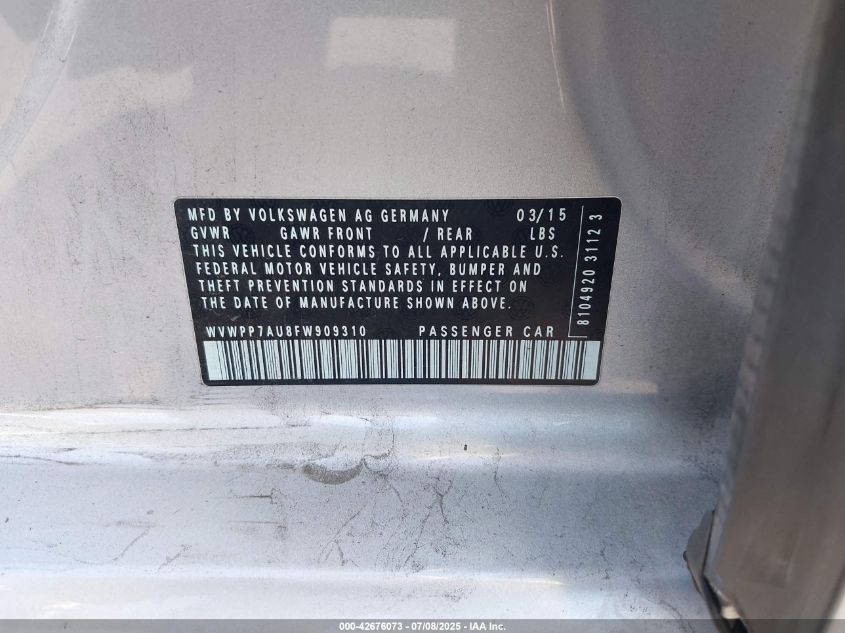 MFD BY VOLKSWAGEN AG GERMANY 03/15
GVWR GAWR FRONT / REAR LBS
THIS VEHICLE CONFORMS TO ALL APPLICABLE U.S.
FEDERAL MOTOR VEHICLE SAFETY, BUMPER AND
THEFT PREVENTION STANDARDS IN EFFECT ON
THE DATE OF MANUFACTURE SHOWN ABOVE.
WVWPP7AU8FW909310 PASSENGER CAR
8104920 3112 3
000-42676073 / 07/08/2025 - IAA Inc.